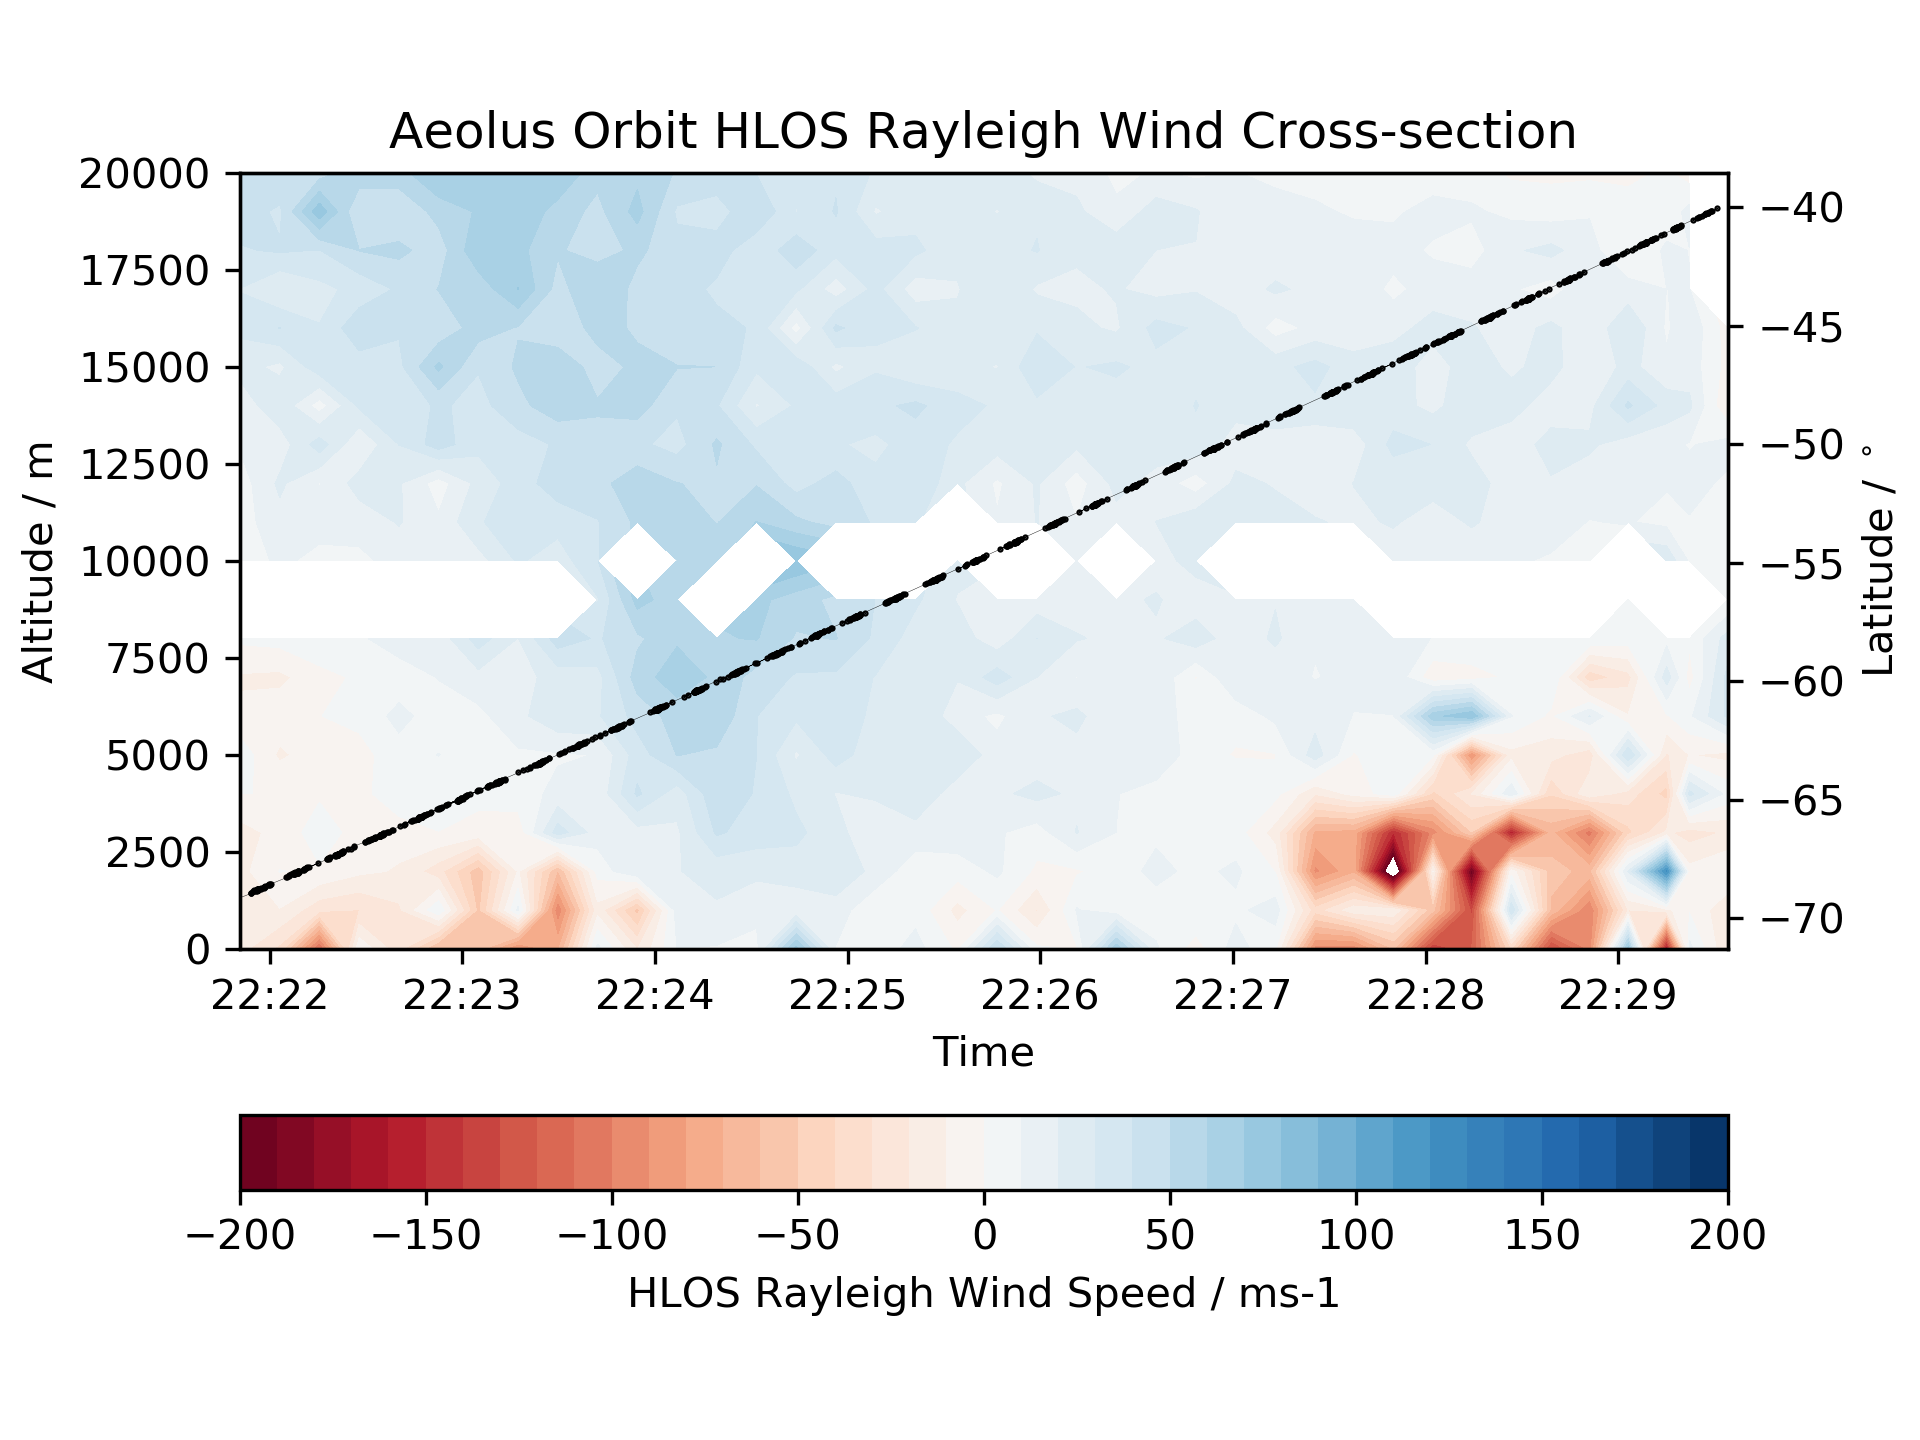 Aeolus Orbit HLOS Rayleigh Wind Cross-section
20000
17500
15000
12500
10000
7500
5000
2500
0
Altitude / m
−40
−45
−50
−55
−60
−65
−70
Latitude / °
22:22 22:23 22:24 22:25 22:26 22:27 22:28 22:29
Time
−200 −150 −100 −50 0 50 100 150 200
HLOS Rayleigh Wind Speed / ms-1